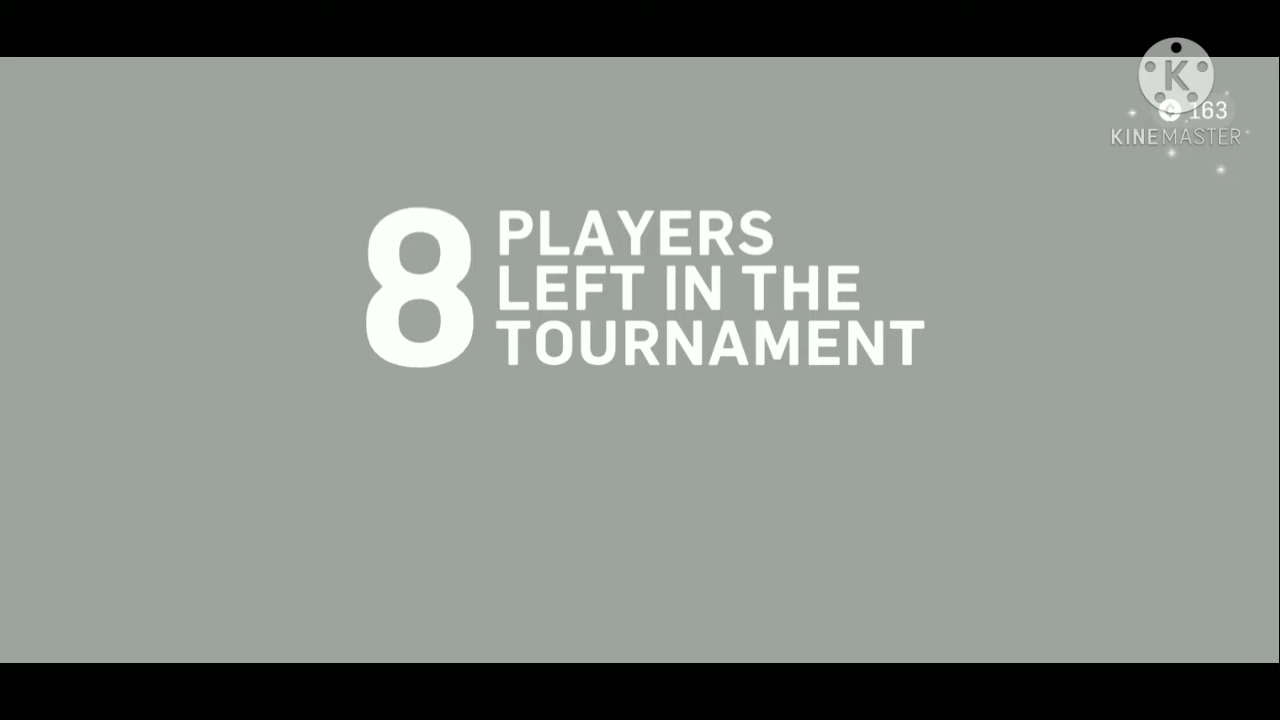 K
163
KINEMASTER
8 PLAYERS
LEFT IN THE
TOURNAMENT